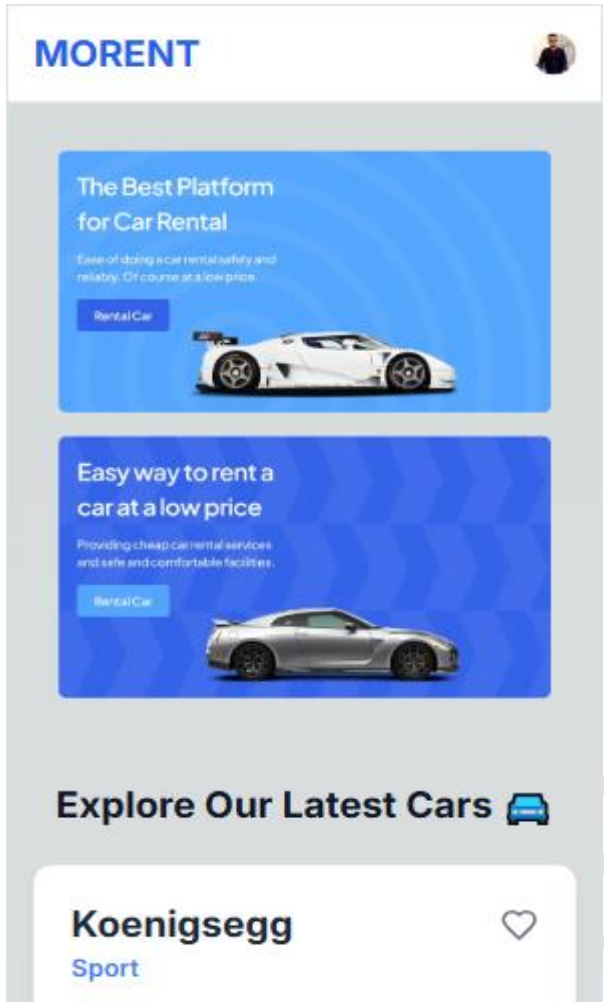 MORENT
The Best Platform
for Car Rental
Ease of doing a car rental safely and
reliably. Of course at a low price.
Rental Car
Easy way to rent a
car at a low price
Providing cheap car rental services
and safe and comfortable facilities.
Rental Car
Explore Our Latest Cars 🚘
Koenigsegg
Sport